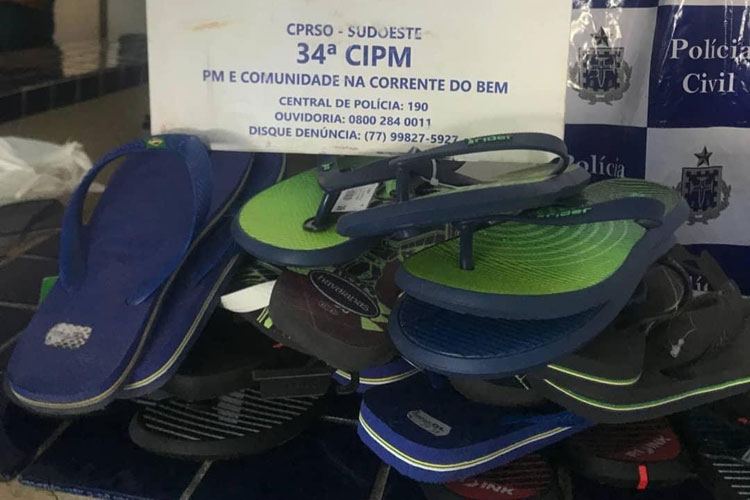 CPRSO - SUDOESTE
34ª CIPM
PM E COMUNIDADE NA CORRENTE DO BEM
CENTRAL DE POLÍCIA: 190
OUVIDORIA: 0800 284 0011
DISQUE DENÚNCIA: (77) 99827-5927
Polícia
Civil
Polícia
Rider
Rider